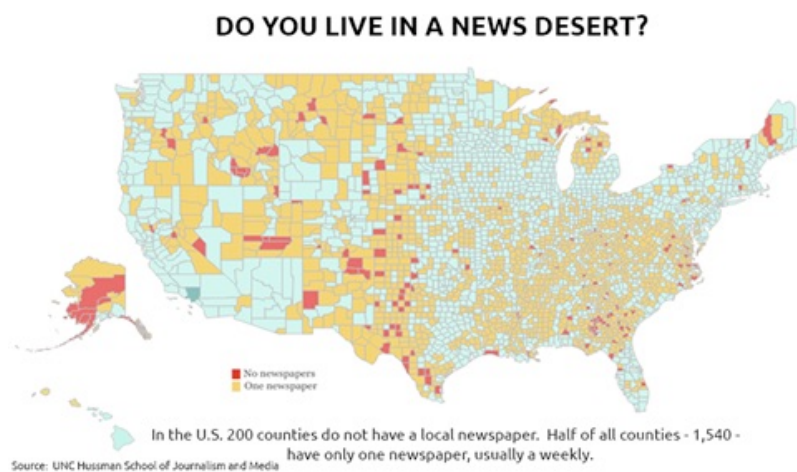 DO YOU LIVE IN A NEWS DESERT?
No newspapers
One newspaper
In the U.S. 200 counties do not have a local newspaper. Half of all counties - 1,540 -
have only one newspaper, usually a weekly.
Source: UNC Hussman School of Journalism and Media